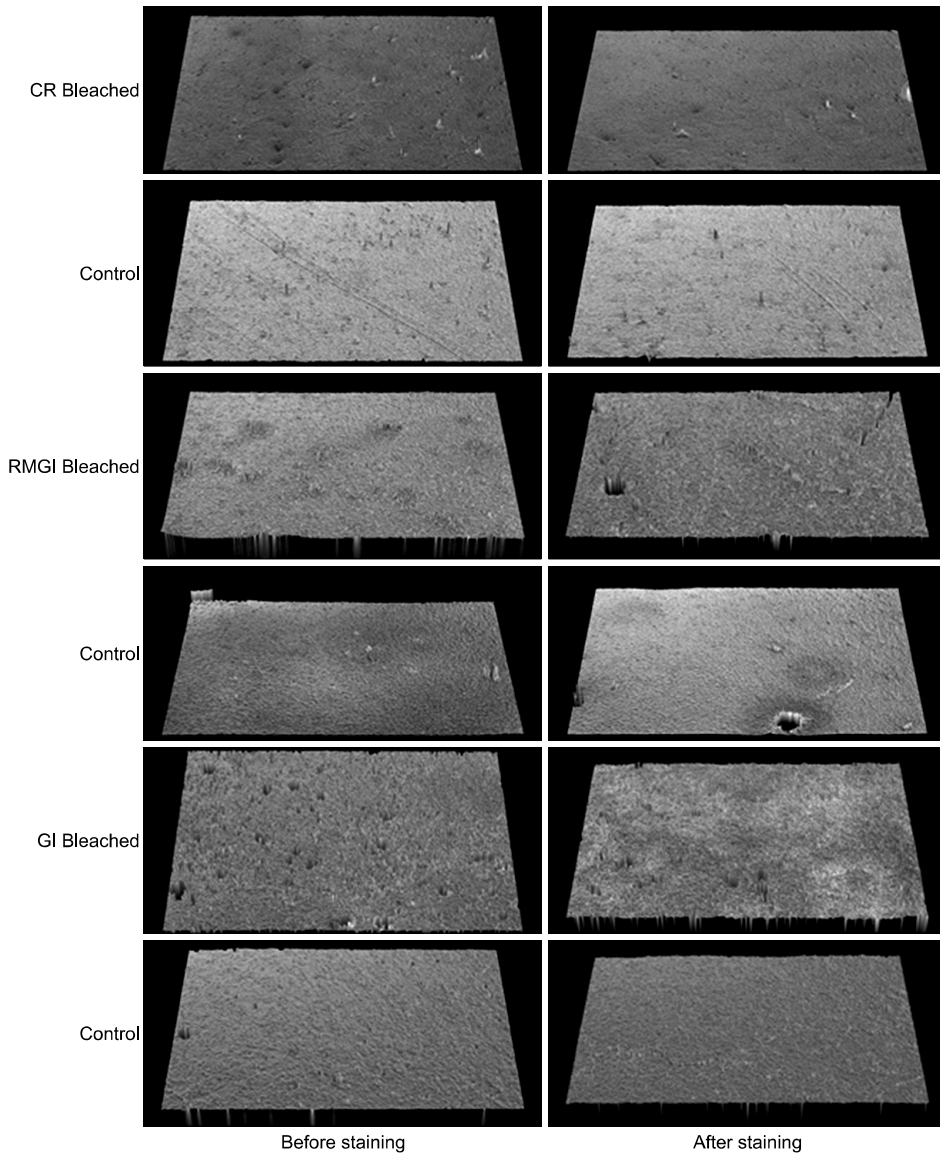 CR Bleached
Control
RMGI Bleached
Control
GI Bleached
Control
Before staining
After staining